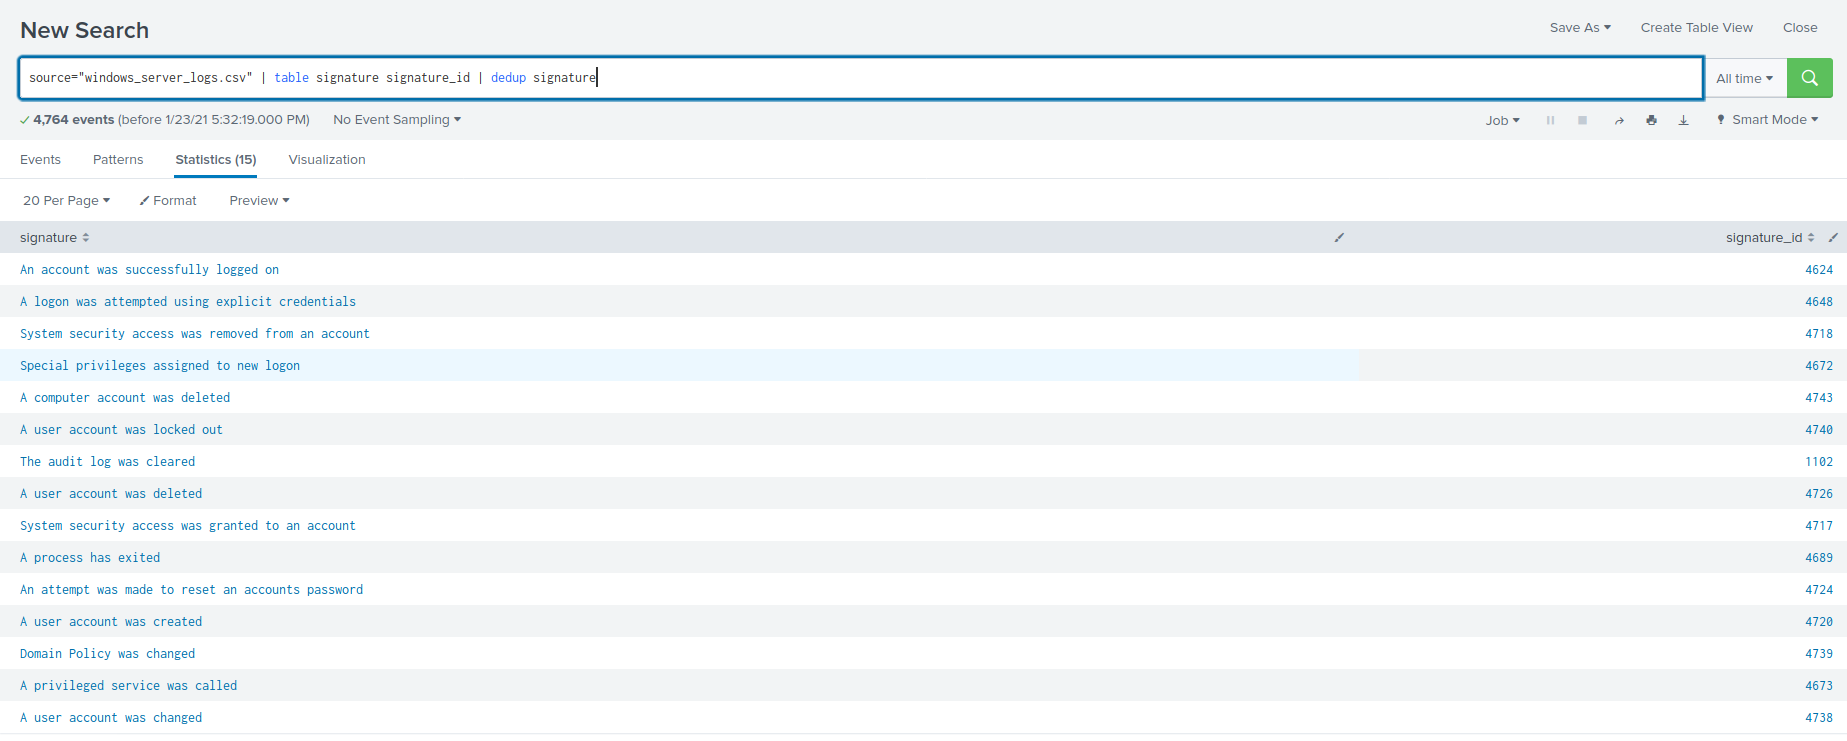 New Search
Save As Create Table View Close
source="windows_server_logs.csv" | table signature signature_id | dedup signature
All time
4,764 events (before 1/23/21 5:32:19.000 PM) No Event Sampling
Job Smart Mode
Events Patterns Statistics (15) Visualization
20 Per Page Format Preview
signature signature_id
An account was successfully logged on 4624
A logon was attempted using explicit credentials 4648
System security access was removed from an account 4718
Special privileges assigned to new logon 4672
A computer account was deleted 4743
A user account was locked out 4740
The audit log was cleared 1102
A user account was deleted 4726
System security access was granted to an account 4717
A process has exited 4689
An attempt was made to reset an accounts password 4724
A user account was created 4720
Domain Policy was changed 4739
A privileged service was called 4673
A user account was changed 4738